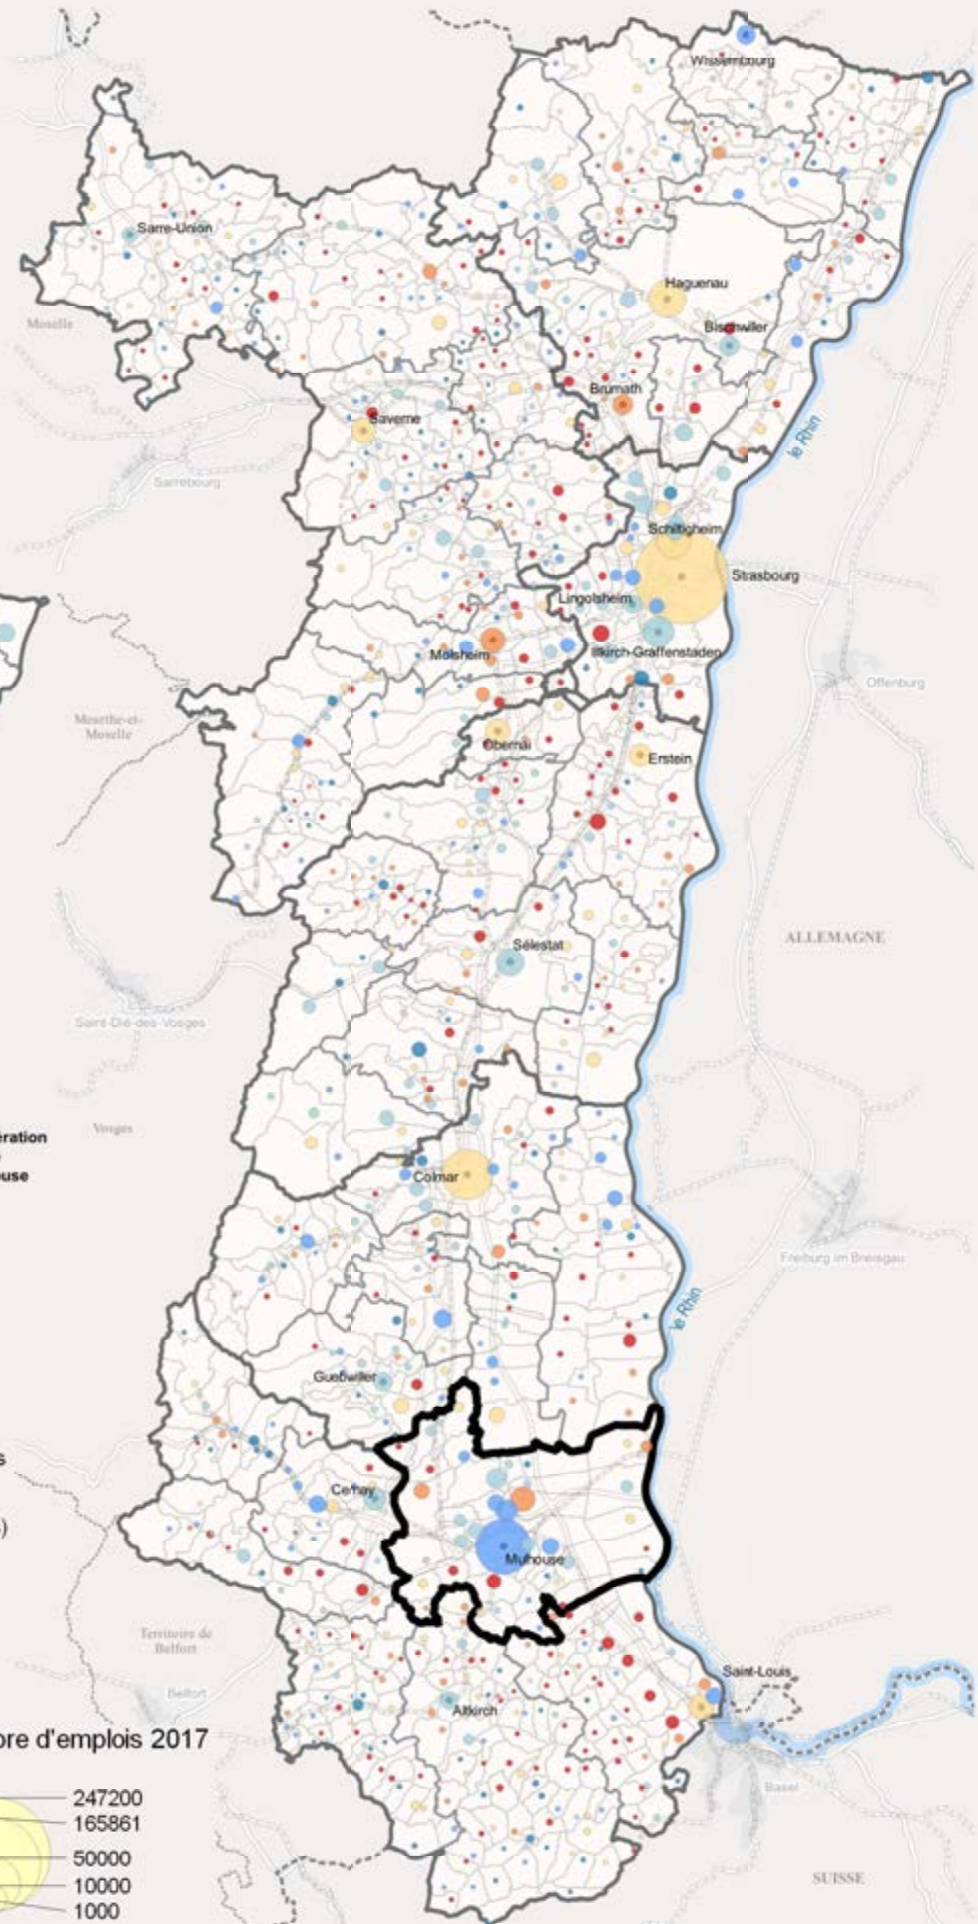 Wissembourg
Sarre-Union
Haguenau
Moselle
Bischwiller
Brumath
Saverne
le Rhin
Sarrebourg
Schiltigheim
Strasbourg
Lingolsheim
Molsheim
Illkirch-Graffenstaden
Offenburg
Meurthe-et-
Moselle
Obernai
Erstein
ALLEMAGNE
Sélestat
Saint-Dié-des-Vosges
Vosges
Colmar
Freiburg im Breisgau
le Rhin
Guebwiller
Cernay
Mulhouse
Territoire de
Belfort
Belfort
Saint-Louis
Altkirch
Basel
SUISSE
bre d'emplois 2017
247200
165861
50000
10000
1000